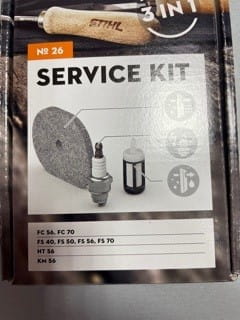 STIHL
3 IN 1
Nº 26
SERVICE KIT
FC 56, FC 70
FS 40, FS 50, FS 56, FS 70
HT 56
KM 56